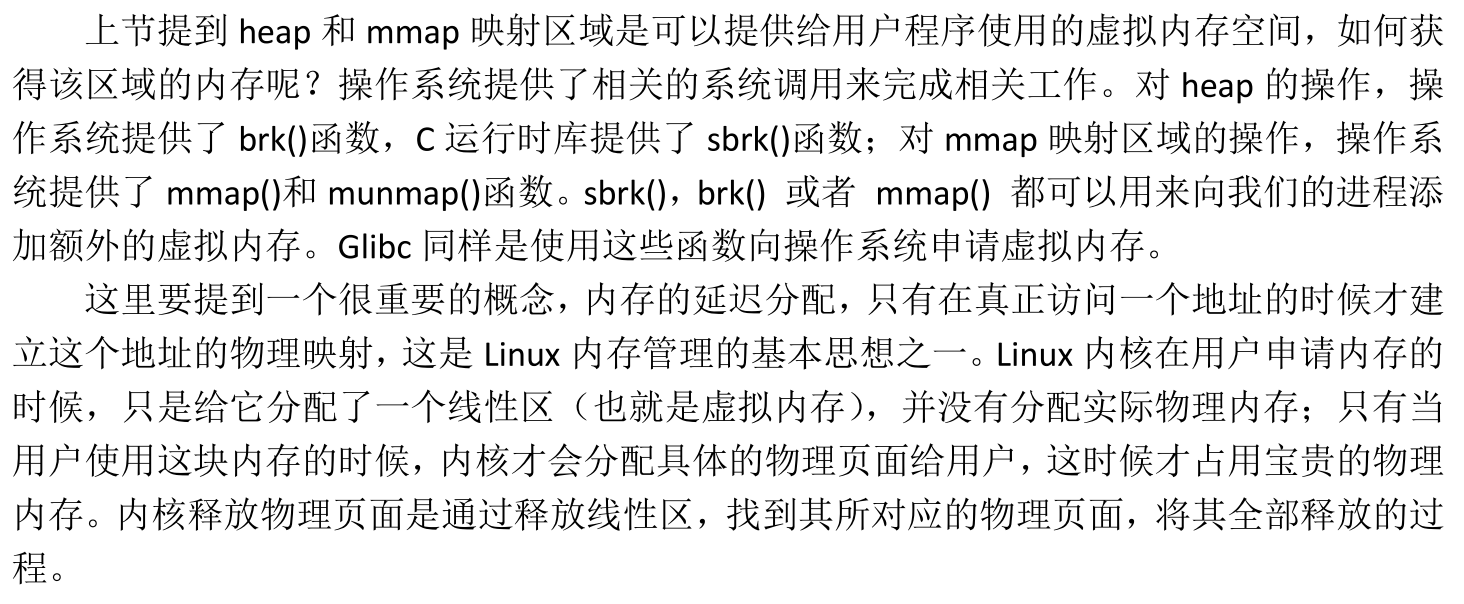 上节提到 heap 和 mmap 映射区域是可以提供给用户程序使用的虚拟内存空间，如何获
得该区域的内存呢？操作系统提供了相关的系统调用来完成相关工作。对 heap 的操作，操
作系统提供了 brk()函数，C 运行时库提供了 sbrk()函数；对 mmap 映射区域的操作，操作系
统提供了 mmap()和 munmap()函数。sbrk()，brk() 或者 mmap() 都可以用来向我们的进程添
加额外的虚拟内存。Glibc 同样是使用这些函数向操作系统申请虚拟内存。
这里要提到一个很重要的概念，内存的延迟分配，只有在真正访问一个地址的时候才建
立这个地址的物理映射，这是 Linux 内存管理的基本思想之一。Linux 内核在用户申请内存的
时候，只是给它分配了一个线性区（也就是虚拟内存），并没有分配实际物理内存；只有当
用户使用这块内存的时候，内核才会分配具体的物理页面给用户，这时候才占用宝贵的物理
内存。内核释放物理页面是通过释放线性区，找到其所对应的物理页面，将其全部释放的过
程。